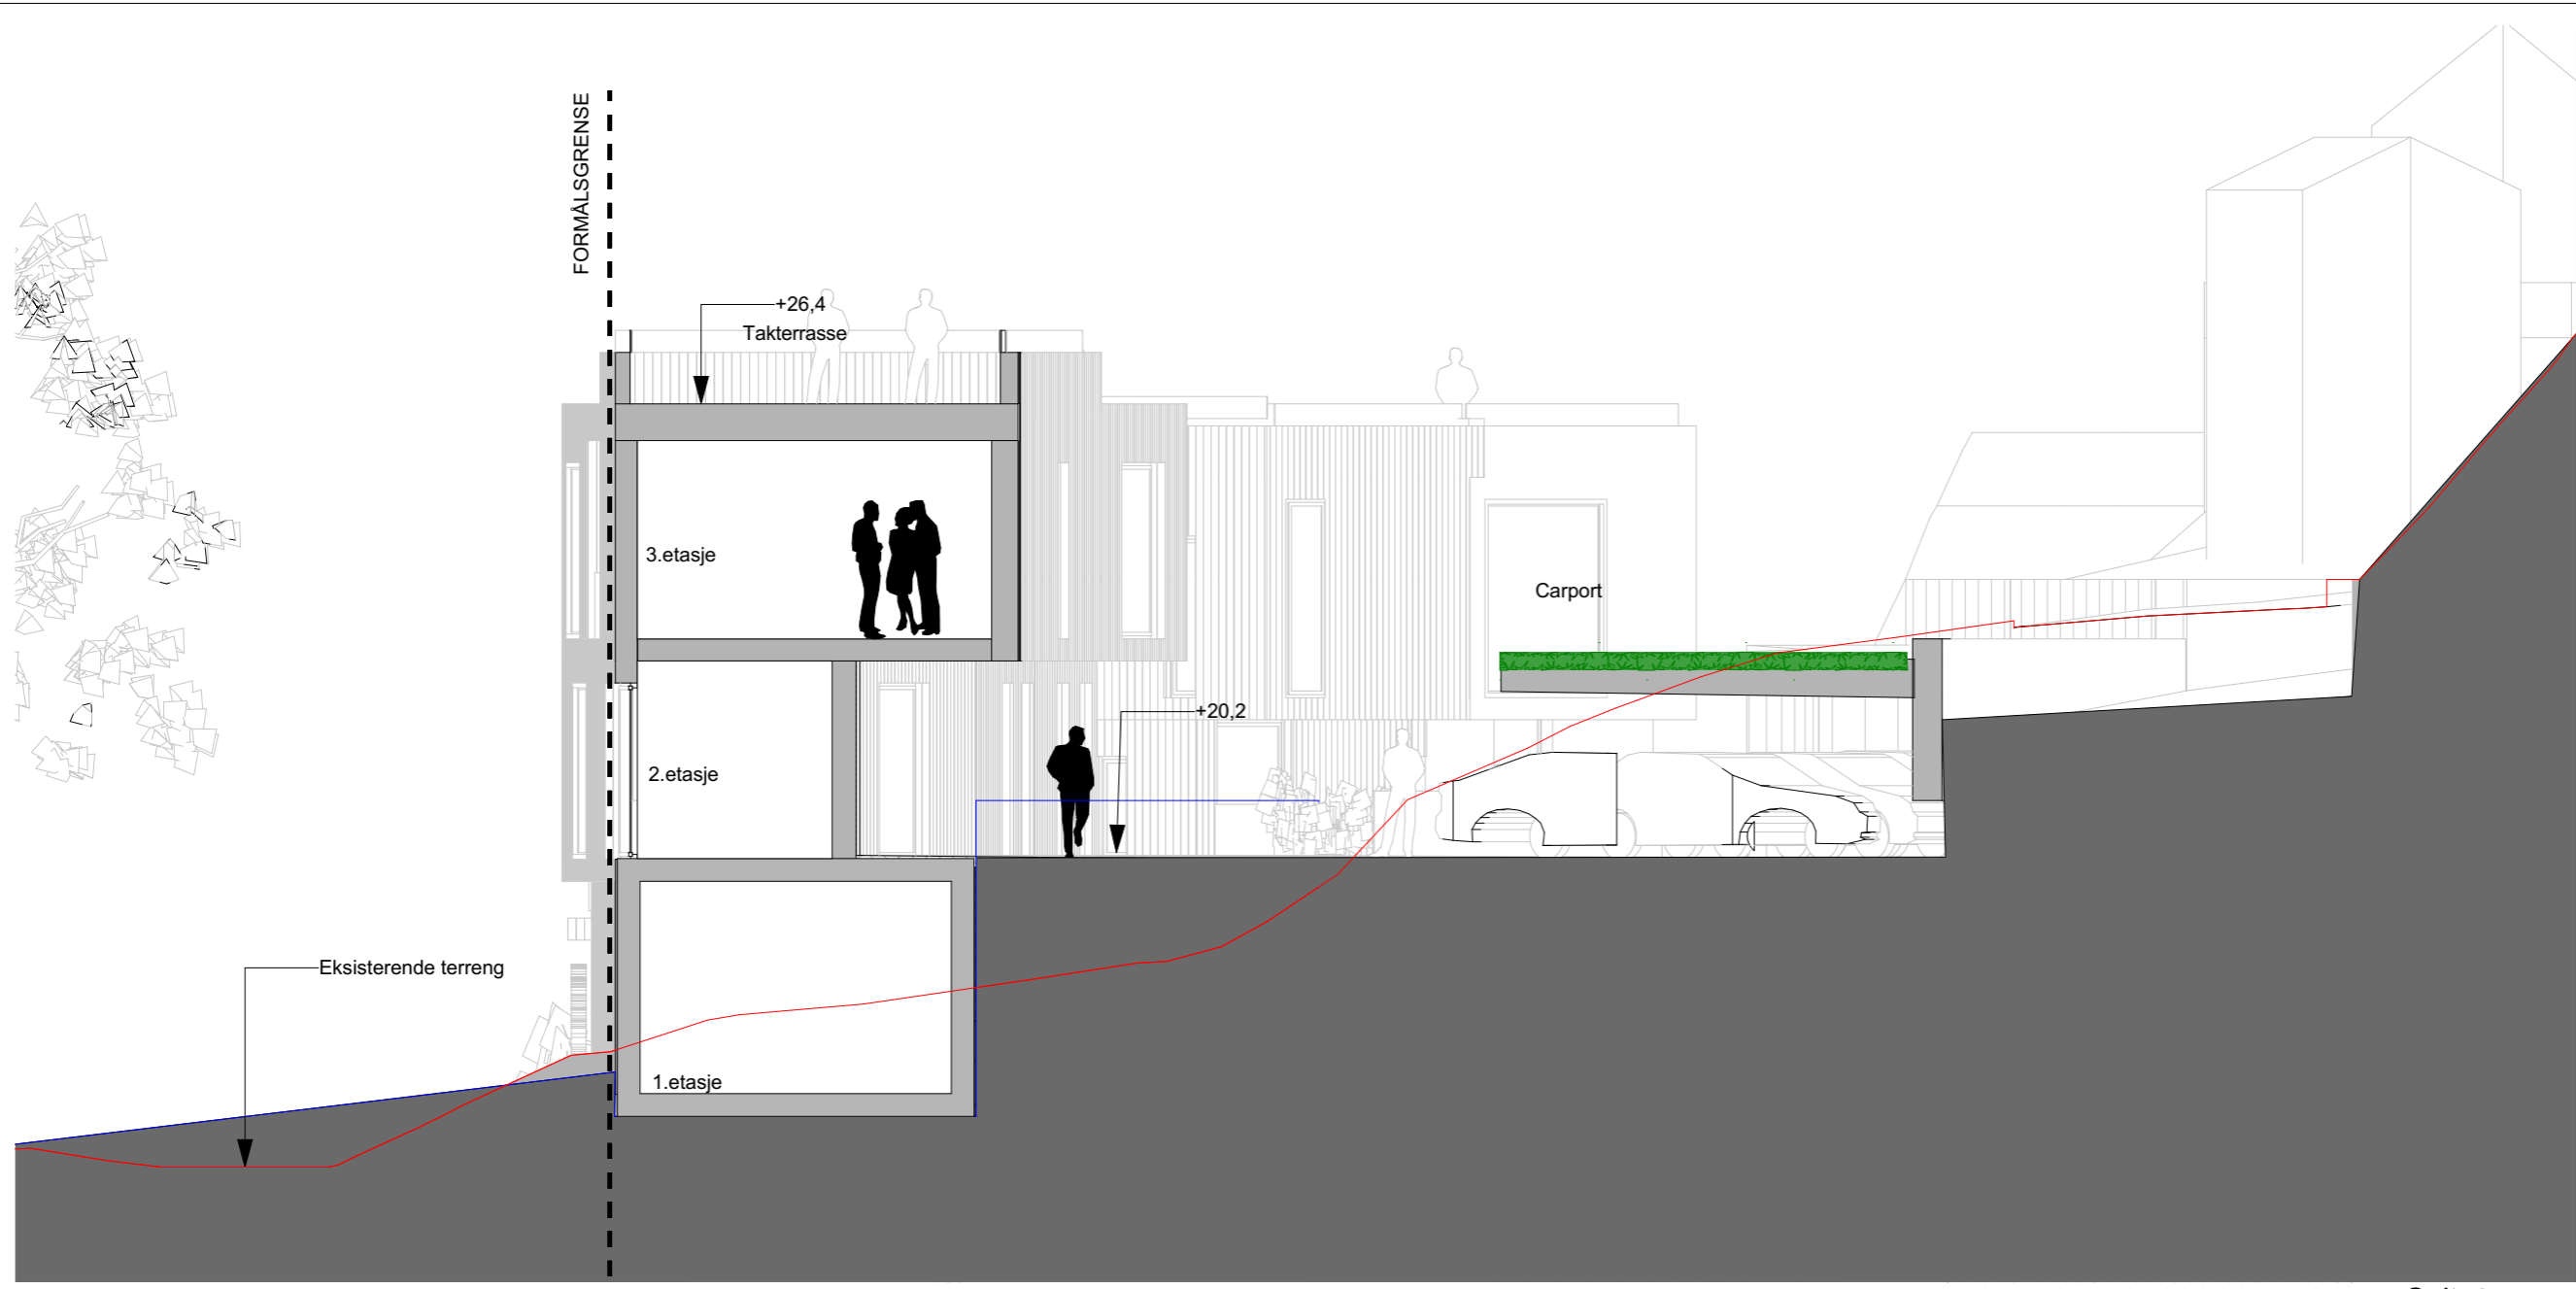 FORMÅLSGRENSE
+26,4
Takterrasse
3.etasje
Carport
+20,2
2.etasje
Eksisterende terreng
1.etasje